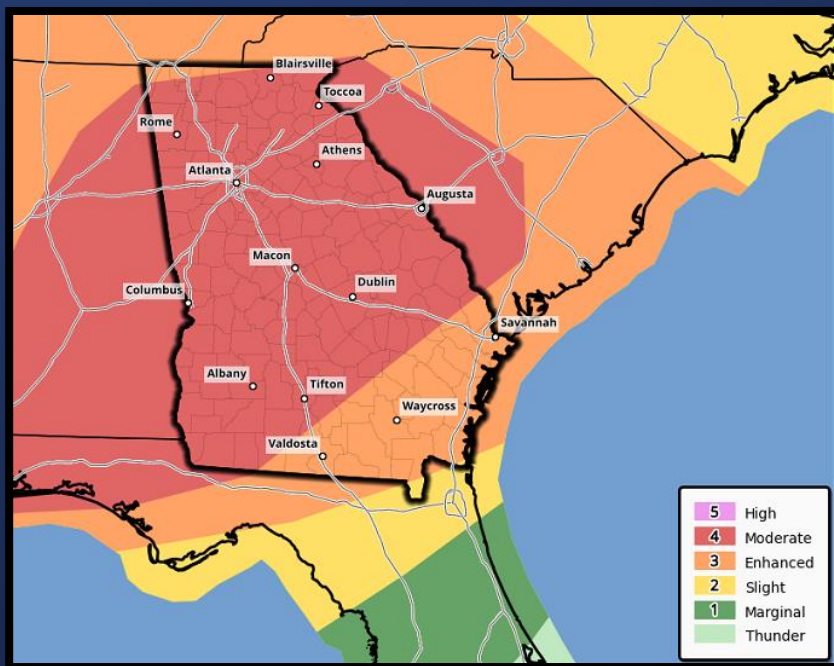 Blairsville
Toccoa
Rome
Athens
Atlanta
Augusta
Macon
Dublin
Columbus
Savannah
Albany
Tifton
Waycross
Valdosta
5 High
4 Moderate
3 Enhanced
2 Slight
1 Marginal
Thunder